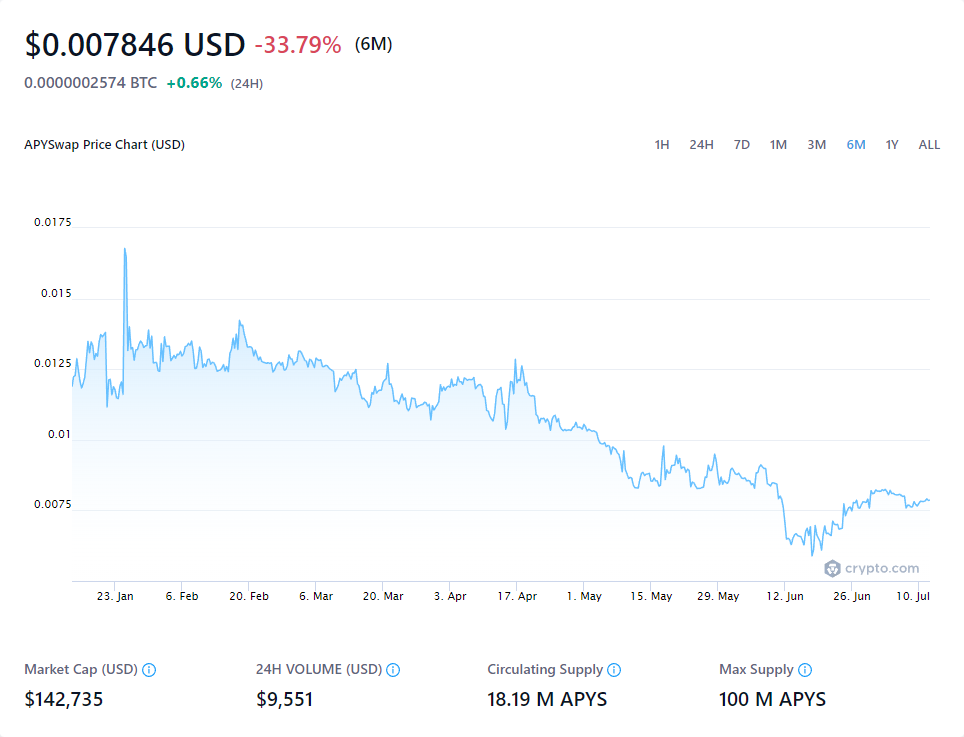 $0.007846 USD -33.79% (6M)
0.0000002574 BTC +0.66% (24H)
APYSwap Price Chart (USD) 1H 24H 7D 1M 3M 6M 1Y ALL
0.0175
0.015
0.0125
0.01
0.0075
crypto.com
23. Jan 6. Feb 20. Feb 6. Mar 20. Mar 3. Apr 17. Apr 1. May 15. May 29. May 12. Jun 26. Jun 10. Jul
Market Cap (USD) 24H VOLUME (USD) Circulating Supply Max Supply
$142,735 $9,551 18.19 M APYS 100 M APYS